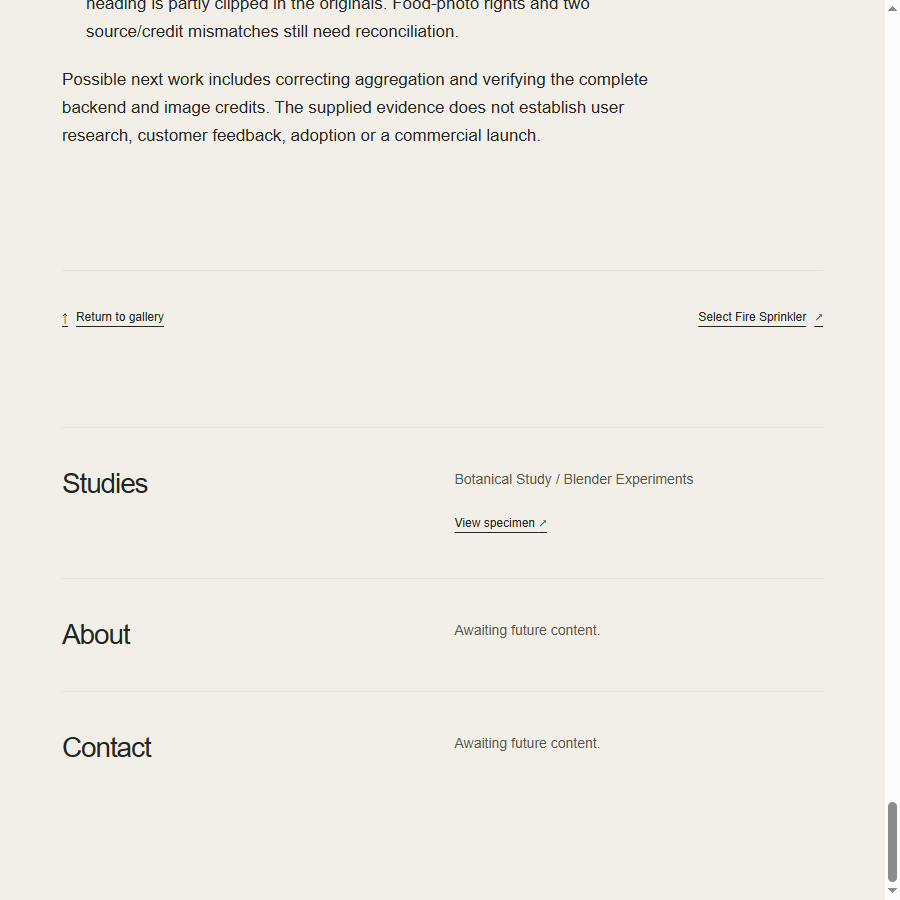 heading is partly clipped in the originals. Food-photo rights and two
source/credit mismatches still need reconciliation.
Possible next work includes correcting aggregation and verifying the complete
backend and image credits. The supplied evidence does not establish user
research, customer feedback, adoption or a commercial launch.
↑ Return to gallery
Select Fire Sprinkler ↗
Studies
Botanical Study / Blender Experiments
View specimen ↗
About
Awaiting future content.
Contact
Awaiting future content.